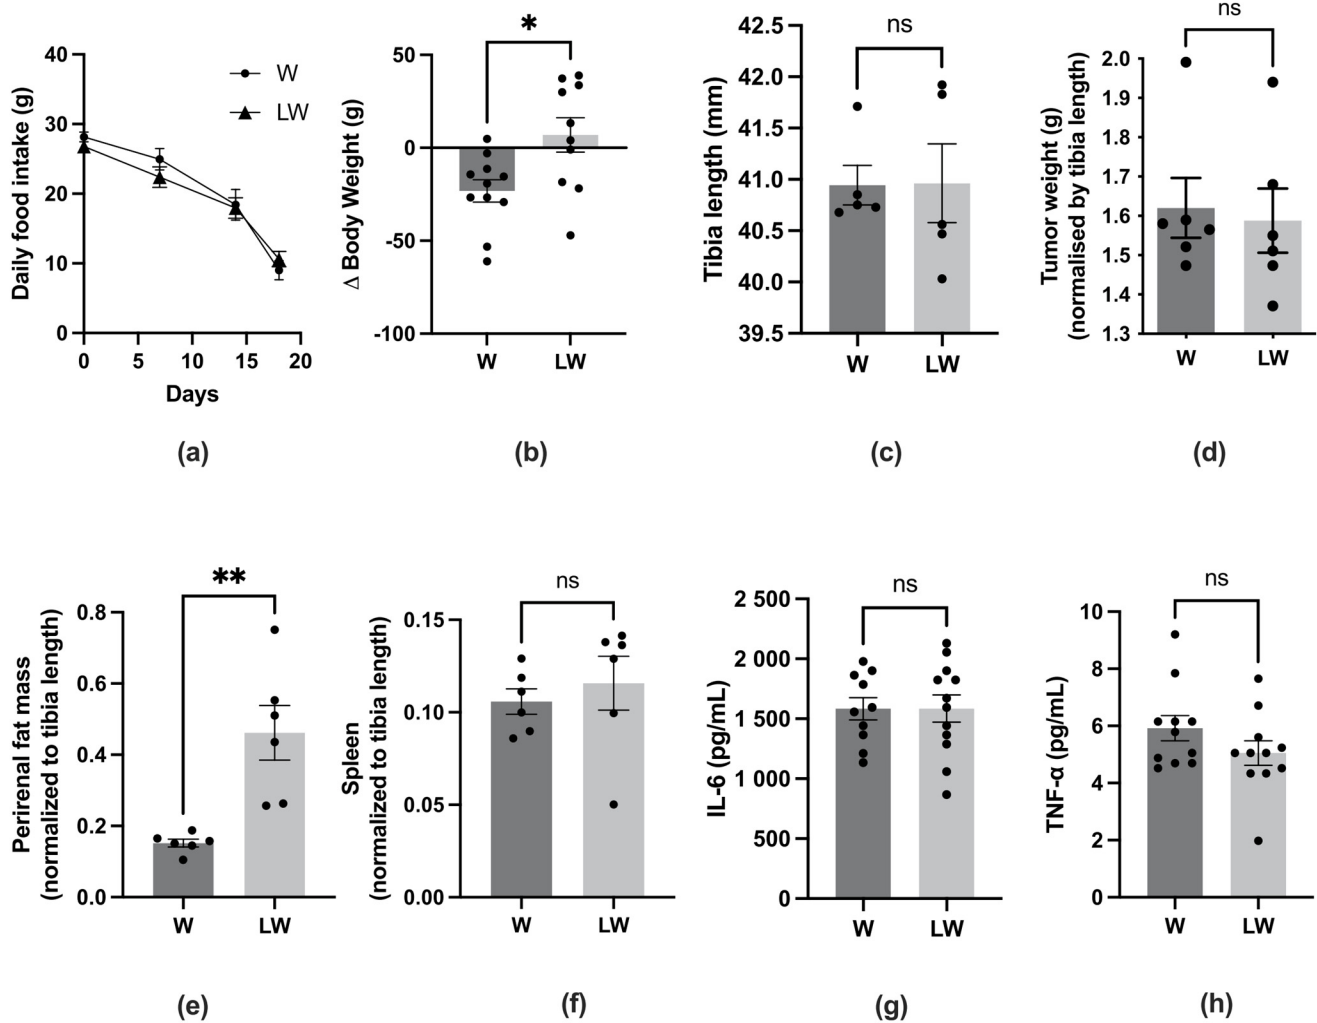 40
30
20
10
0
Daily food intake (g)
W
LW
0 5 10 15 20
Days
(a)
*
50
0
-50
-100
Δ Body Weight (g)
W LW
(b)
ns
42.5
42.0
41.5
41.0
40.5
40.0
39.5
Tibia length (mm)
W LW
(c)
ns
2.0
1.9
1.8
1.7
1.6
1.5
1.4
1.3
Tumor weight (g)
(normalised by tibia length)
W LW
(d)
**
0.8
0.6
0.4
0.2
0.0
Perirenal fat mass
(normalized to tibia length)
W LW
(e)
ns
0.15
0.10
0.05
0.00
Spleen
(normalized to tibia length)
W LW
(f)
ns
2 500
2 000
1 500
1 000
500
0
IL-6 (pg/mL)
W LW
(g)
ns
10
8
6
4
2
0
TNF-α (pg/mL)
W LW
(h)